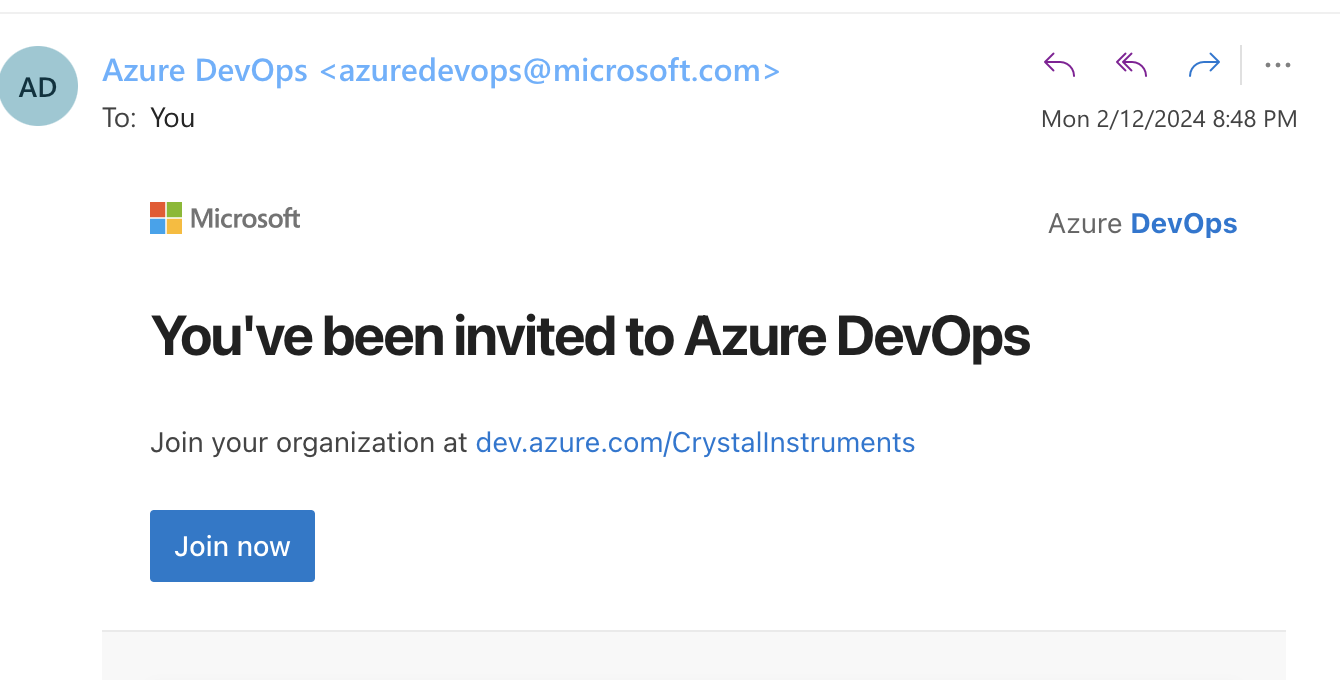 AD
Azure DevOps <azuredevops@microsoft.com>
To: You
Mon 2/12/2024 8:48 PM
Microsoft
Azure DevOps
You've been invited to Azure DevOps
Join your organization at dev.azure.com/CrystalInstruments
Join now